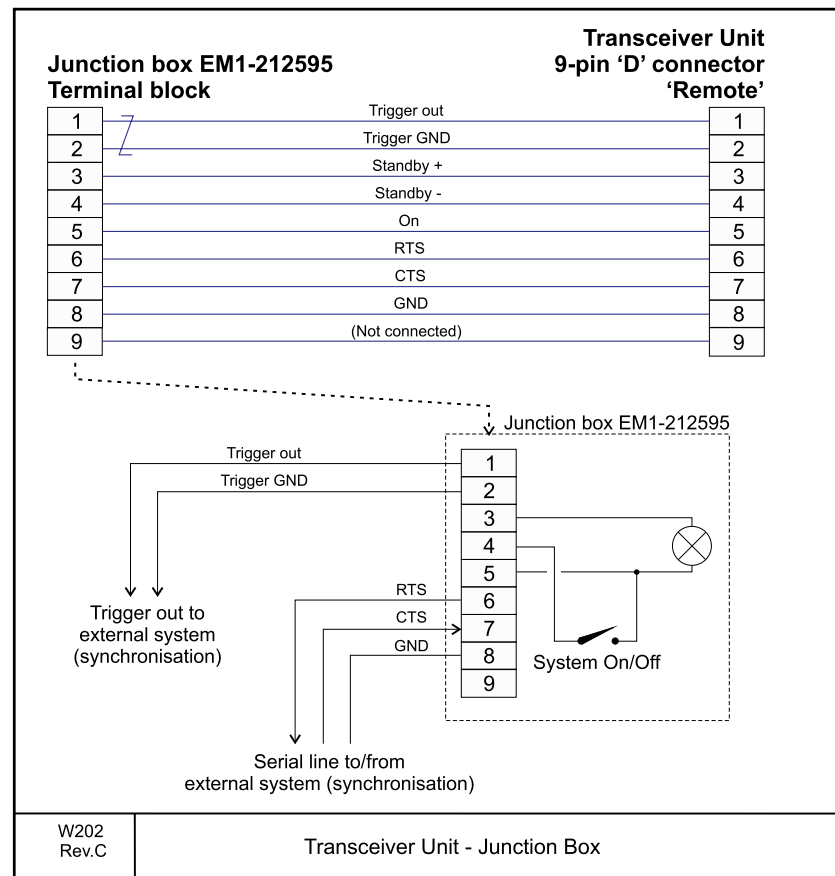 Junction box EM1-212595
Terminal block
Transceiver Unit
9-pin ‘D’ connector
‘Remote’
1 Trigger out 1
2 Trigger GND 2
3 Standby + 3
4 Standby - 4
5 On 5
6 RTS 6
7 CTS 7
8 GND 8
9 (Not connected) 9
Junction box EM1-212595
Trigger out 1
Trigger GND 2
3
4
5
RTS 6
CTS 7
GND 8
9
System On/Off
Trigger out to
external system
(synchronisation)
Serial line to/from
external system (synchronisation)
W202
Rev.C
Transceiver Unit - Junction Box